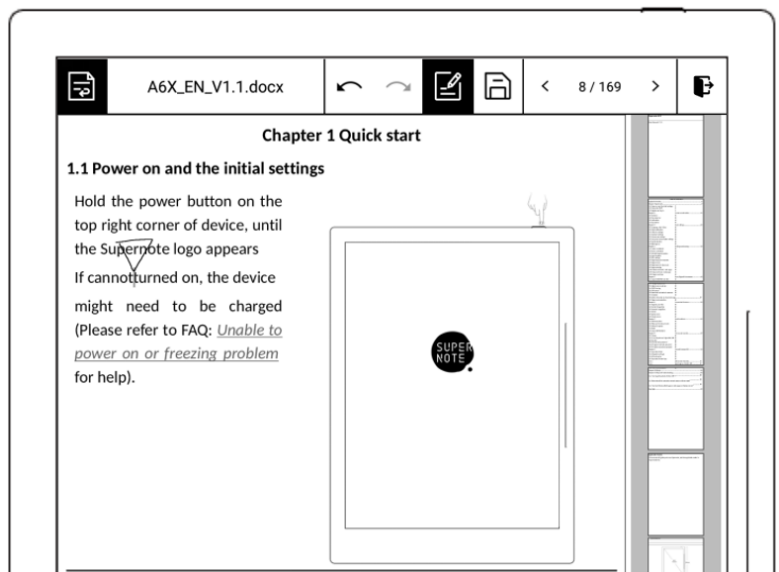 A6X_EN_V1.1.docx
8 / 169
Chapter 1 Quick start
1.1 Power on and the initial settings
Hold the power button on the
top right corner of device, until
the Supernote logo appears
If cannotturned on, the device
might need to be charged
(Please refer to FAQ: Unable to
power on or freezing problem
for help).
SUPER
NOTE